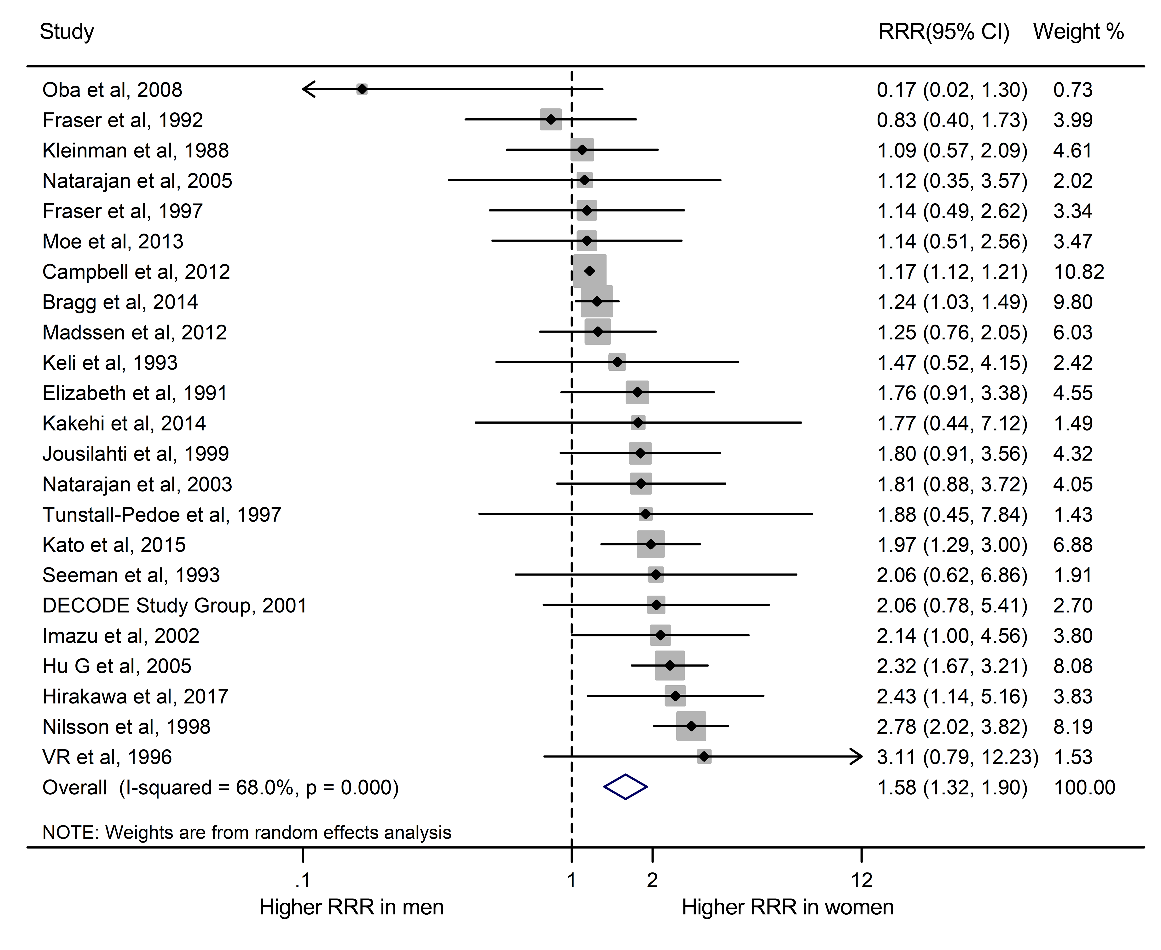 Study RRR(95% CI) Weight %
Oba et al, 2008 0.17 (0.02, 1.30) 0.73
Fraser et al, 1992 0.83 (0.40, 1.73) 3.99
Kleinman et al, 1988 1.09 (0.57, 2.09) 4.61
Natarajan et al, 2005 1.12 (0.35, 3.57) 2.02
Fraser et al, 1997 1.14 (0.49, 2.62) 3.34
Moe et al, 2013 1.14 (0.51, 2.56) 3.47
Campbell et al, 2012 1.17 (1.12, 1.21) 10.82
Bragg et al, 2014 1.24 (1.03, 1.49) 9.80
Madssen et al, 2012 1.25 (0.76, 2.05) 6.03
Keli et al, 1993 1.47 (0.52, 4.15) 2.42
Elizabeth et al, 1991 1.76 (0.91, 3.38) 4.55
Kakehi et al, 2014 1.77 (0.44, 7.12) 1.49
Jousilahti et al, 1999 1.80 (0.91, 3.56) 4.32
Natarajan et al, 2003 1.81 (0.88, 3.72) 4.05
Tunstall-Pedoe et al, 1997 1.88 (0.45, 7.84) 1.43
Kato et al, 2015 1.97 (1.29, 3.00) 6.88
Seeman et al, 1993 2.06 (0.62, 6.86) 1.91
DECODE Study Group, 2001 2.06 (0.78, 5.41) 2.70
Imazu et al, 2002 2.14 (1.00, 4.56) 3.80
Hu G et al, 2005 2.32 (1.67, 3.21) 8.08
Hirakawa et al, 2017 2.43 (1.14, 5.16) 3.83
Nilsson et al, 1998 2.78 (2.02, 3.82) 8.19
VR et al, 1996 3.11 (0.79, 12.23) 1.53
Overall (I-squared = 68.0%, p = 0.000) 1.58 (1.32, 1.90) 100.00
NOTE: Weights are from random effects analysis
.1 1 2 12
Higher RRR in men Higher RRR in women